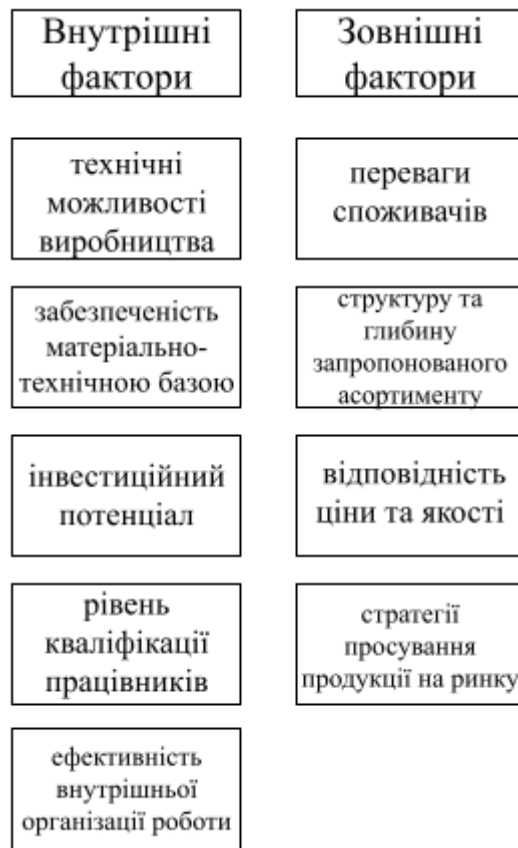 Внутрішні
фактори
Зовнішні
фактори
технічні
можливості
виробництва
переваги
споживачів
забезпеченість
матеріально-
технічною базою
структуру та
глибину
запропонованого
асортименту
інвестиційний
потенціал
відповідність
ціни та якості
рівень
кваліфікації
працівників
стратегії
просування
продукції на ринку
ефективність
внутрішньої
організації роботи